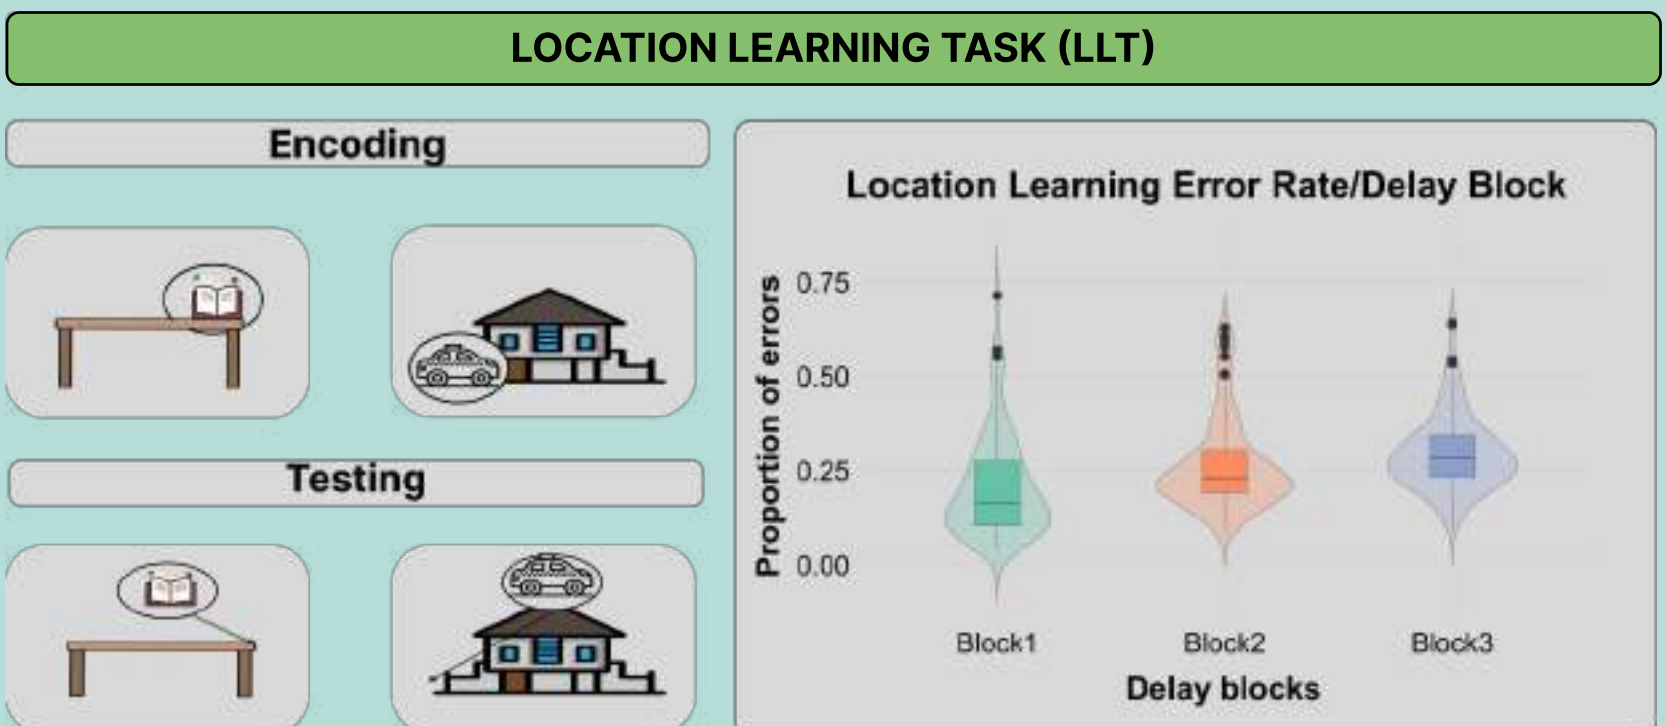 LOCATION LEARNING TASK (LLT)
Encoding
Testing
Location Learning Error Rate/Delay Block
Proportion of errors
0.75
0.50
0.25
0.00
Block1 Block2 Block3
Delay blocks